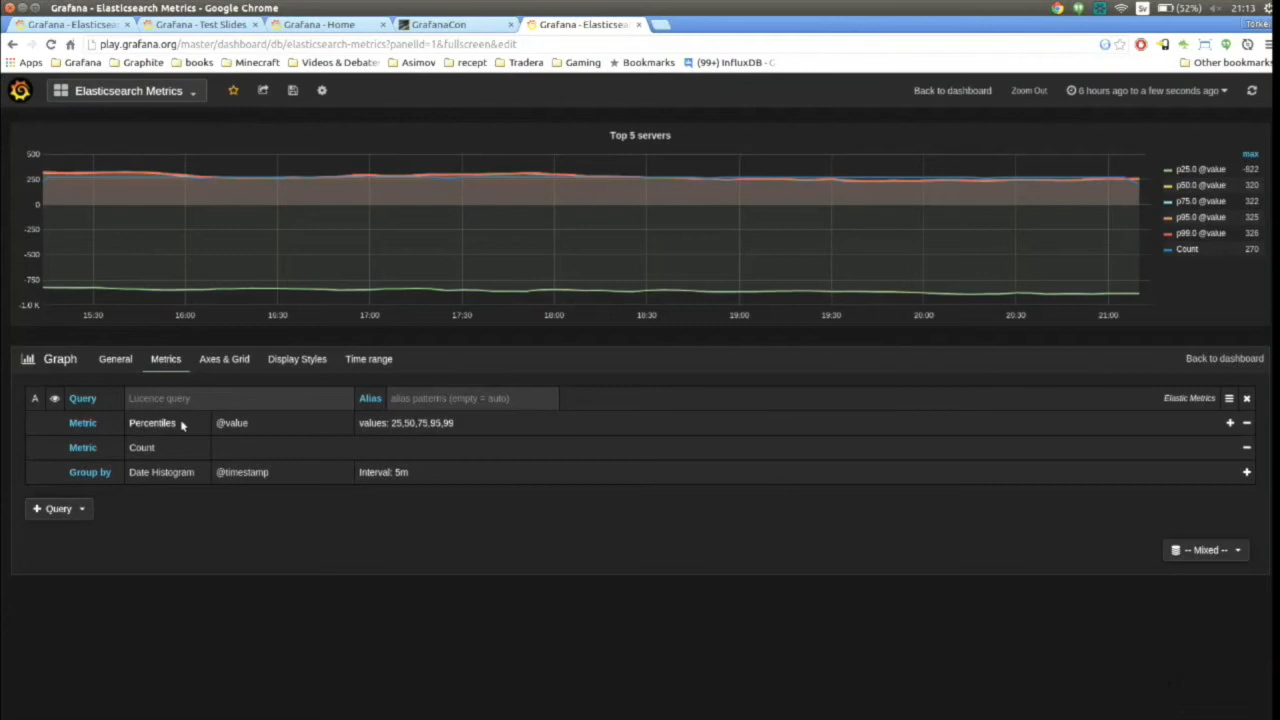 Grafana - Elasticsearch Metrics - Google Chrome
Sv
(52%)
21:13
Grafana - Elasticsea
Grafana - Test Slides
Grafana - Home
GrafanaCon
Grafana - Elasticsea
Torkel
play.grafana.org/master/dashboard/db/elasticsearch-metrics?panelId=1&fullscreen&edit
Apps
Grafana
Graphite
books
Minecraft
Videos & Debate
Asimov
recept
Tradera
Gaming
Bookmarks
(99+) InfluxDB - G
Other bookmarks
Elasticsearch Metrics
Back to dashboard
Zoom Out
6 hours ago to a few seconds ago
Top 5 servers
500
250
0
-250
-500
-750
-1.0 K
15:30
16:00
16:30
17:00
17:30
18:00
18:30
19:00
19:30
20:00
20:30
21:00
max
p25.0 @value -822
p50.0 @value 320
p75.0 @value 322
p95.0 @value 325
p99.0 @value 326
Count 270
Graph
General
Metrics
Axes & Grid
Display Styles
Time range
Back to dashboard
A
Query
Lucence query
Alias
alias patterns (empty = auto)
Elastic Metrics
Metric
Percentiles
@value
values: 25,50,75,95,99
Metric
Count
Group by
Date Histogram
@timestamp
Interval: 5m
+ Query
-- Mixed --